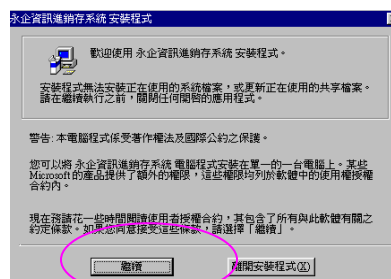 永企資訊進銷存系統 安裝程式
歡迎使用 永企資訊進銷存系統 安裝程式。
安裝程式無法安裝正在使用的系統檔案，或更新正在使用的共享檔案。
請在繼續執行之前，關閉任何開啓的應用程式。
警告: 本電腦程式係受著作權法及國際公約之保護。
您可以將 永企資訊進銷存系統 電腦程式安裝在單一的一台電腦上。某些
Microsoft的產品提供了額外的權限，這些權限均列於軟體中的使用權授權
合約內。
現在務請花一些時間閱讀使用者授權合約，其包含了所有與此軟體有關之
約定條款。如果您同意接受這些條款，請選擇「繼續」。
繼續
離開安裝程式(X)